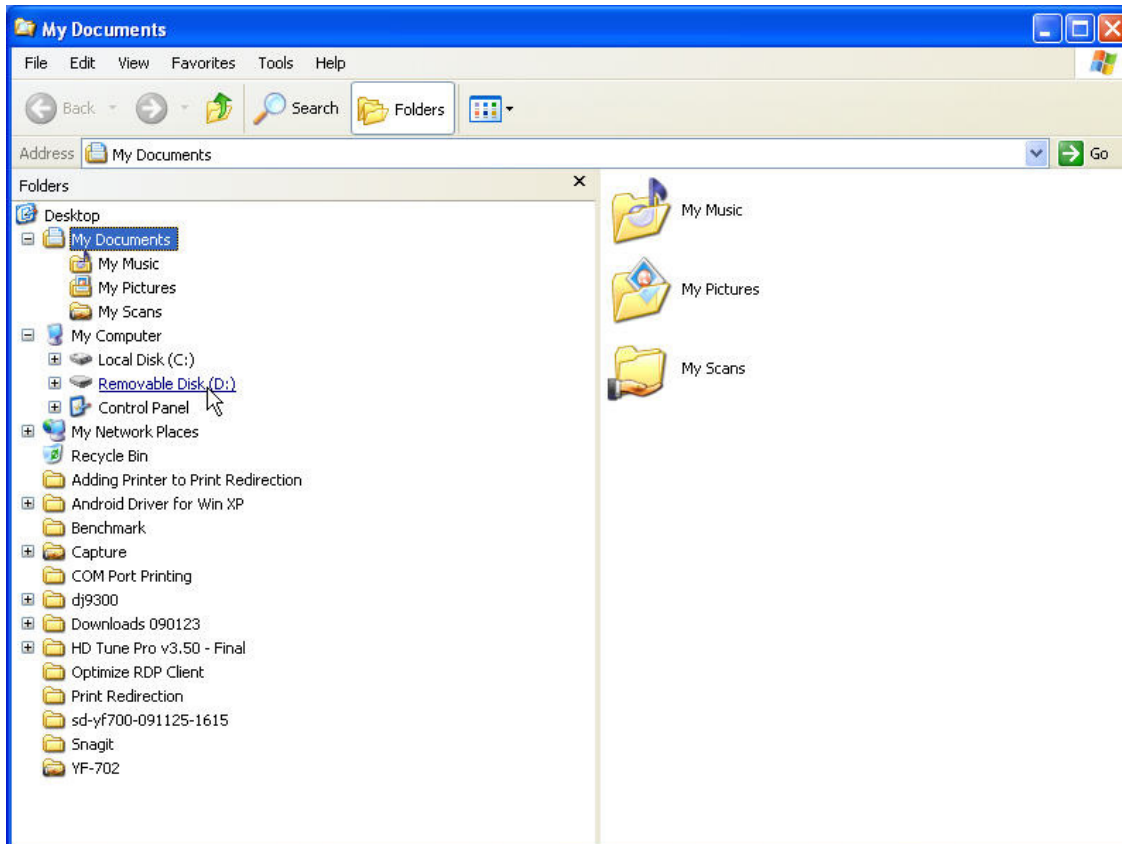 My Documents
File Edit View Favorites Tools Help
Back Search Folders
Address My Documents Go
Folders
Desktop
My Documents
My Music
My Pictures
My Scans
My Computer
Local Disk (C:)
Removable Disk (D:)
Control Panel
My Network Places
Recycle Bin
Adding Printer to Print Redirection
Android Driver for Win XP
Benchmark
Capture
COM Port Printing
dj9300
Downloads 090123
HD Tune Pro v3.50 - Final
Optimize RDP Client
Print Redirection
sd-yf700-091125-1615
Snagit
YF-702
My Music
My Pictures
My Scans